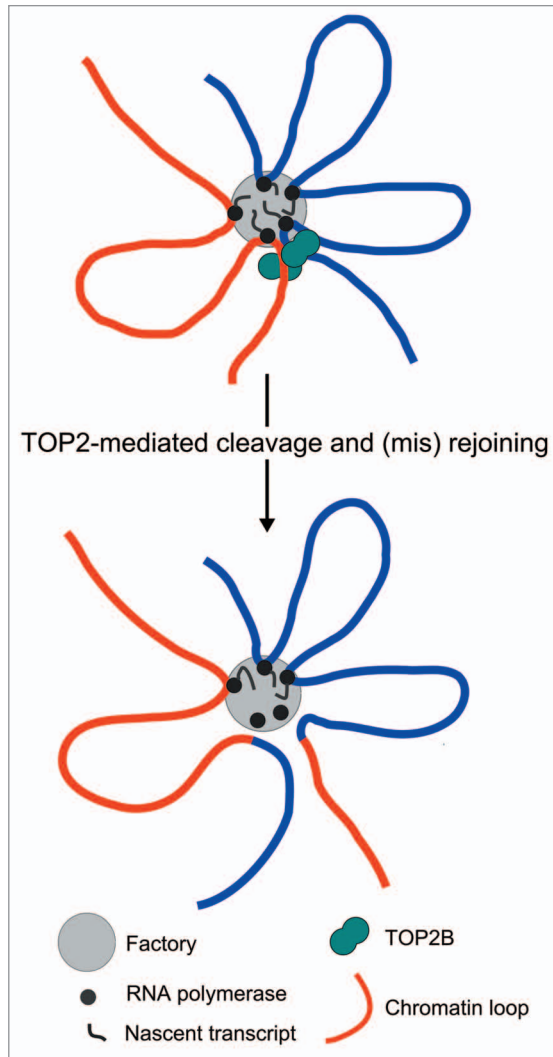 TOP2-mediated cleavage and (mis) rejoining
Factory
TOP2B
RNA polymerase
Chromatin loop
Nascent transcript